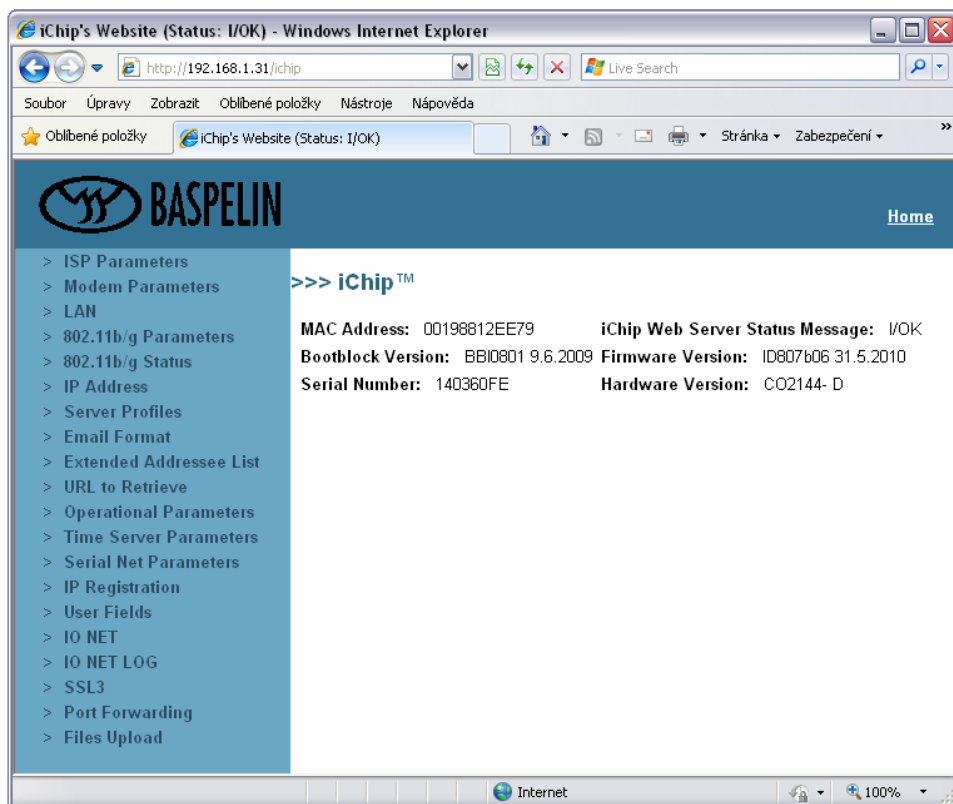 iChip's Website (Status: I/OK) - Windows Internet Explorer
http://192.168.1.31/ichip
Live Search
Soubor Úpravy Zobrazit Oblíbené položky Nástroje Nápověda
Oblíbené položky
iChip's Website (Status: I/OK)
Stránka
Zabezpečení
»
BASPELIN
Home
> ISP Parameters
> Modem Parameters
> LAN
> 802.11b/g Parameters
> 802.11b/g Status
> IP Address
> Server Profiles
> Email Format
> Extended Addressee List
> URL to Retrieve
> Operational Parameters
> Time Server Parameters
> Serial Net Parameters
> IP Registration
> User Fields
> IO NET
> IO NET LOG
> SSL3
> Port Forwarding
> Files Upload
>>> iChip™
MAC Address: 00198812EE79 iChip Web Server Status Message: I/OK
Bootblock Version: BBI0801 9.6.2009 Firmware Version: ID807b06 31.5.2010
Serial Number: 140360FE Hardware Version: CO2144- D
Internet
100%